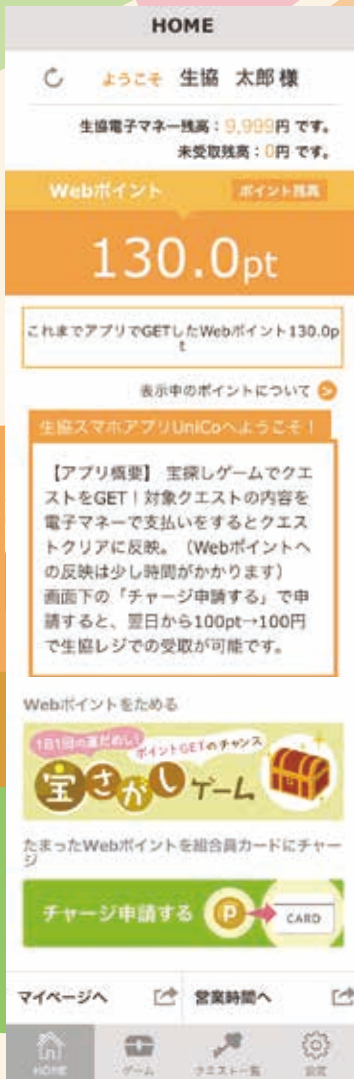 HOME
ようこそ 生協 太郎様
生協電子マネー残高：9,999円 です。
未受取残高：0円 です。
Webポイント
ポイント残高
130.0pt
これまでアプリでGETしたWebポイント130.0p
t
表示中のポイントについて
生協スマホアプリUniCoへようこそ！
【アプリ概要】 宝探しゲームでクエ
ストをGET！対象クエストの内容を
電子マネーで支払いをするとクエス
トクリアに反映。（Webポイントへ
の反映は少し時間がかかります）
画面下の「チャージ申請する」で申
請すると、翌日から100pt→100円
で生協レジでの受取が可能です。
Webポイントをためる
1日1回の運だめし！
ポイントGETのチャンス
宝さがしゲーム
たまったWebポイントを組合員カードにチャー
ジ
チャージ申請する P CARD
マイページへ 営業時間へ
HOME ゲーム クエスト一覧 設定